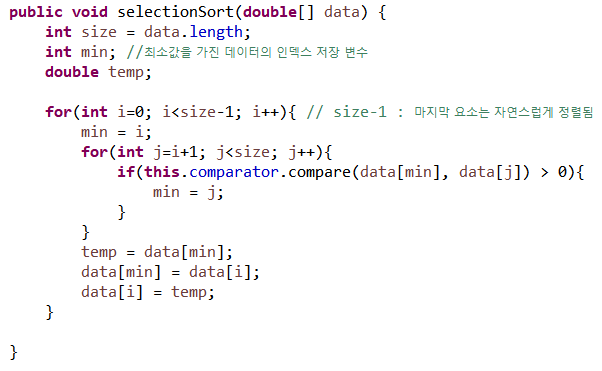 public void selectionSort(double[] data) {
int size = data.length;
int min; //최소값을 가진 데이터의 인덱스 저장 변수
double temp;
for(int i=0; i<size-1; i++){ // size-1 : 마지막 요소는 자연스럽게 정렬됨
min = i;
for(int j=i+1; j<size; j++){
if(this.comparator.compare(data[min], data[j]) > 0){
min = j;
}
}
temp = data[min];
data[min] = data[i];
data[i] = temp;
}
}